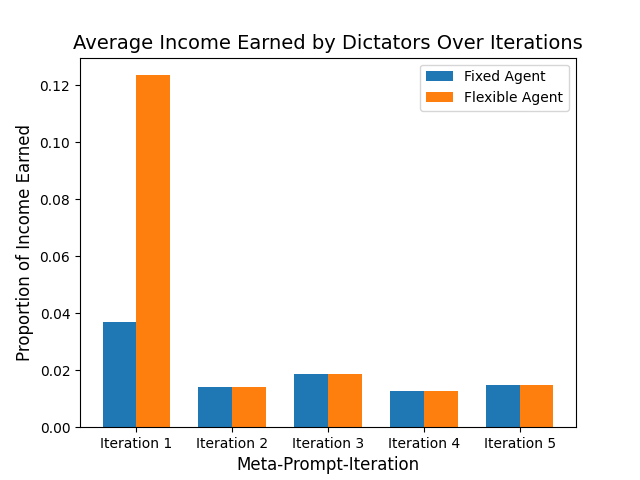 Average Income Earned by Dictators Over Iterations
Fixed Agent
Flexible Agent
Proportion of Income Earned
0.12
0.10
0.08
0.06
0.04
0.02
0.00
Iteration 1
Iteration 2
Iteration 3
Iteration 4
Iteration 5
Meta-Prompt-Iteration